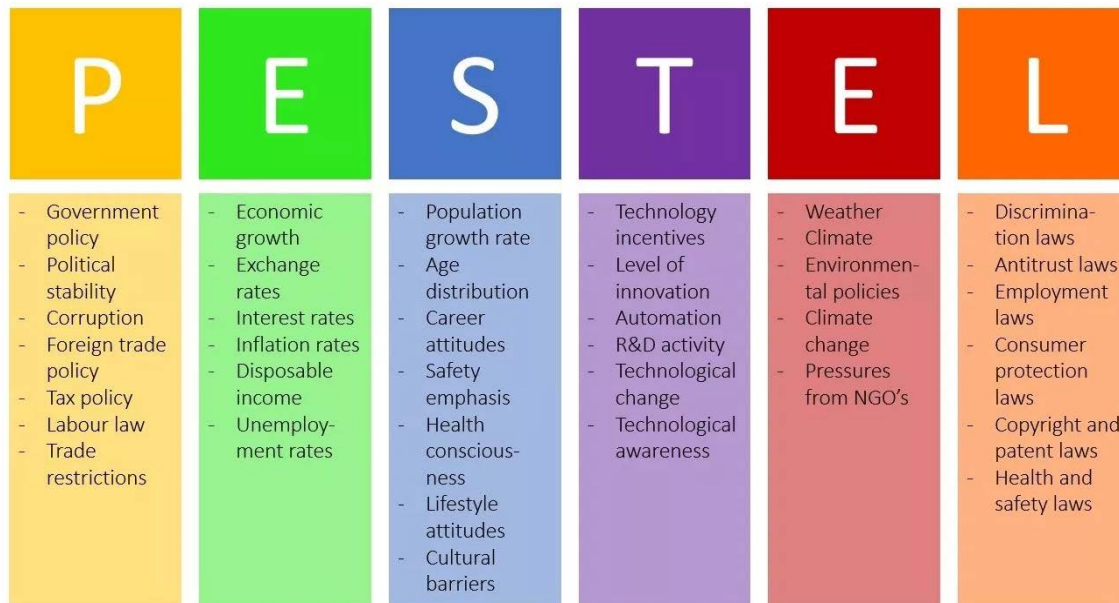 P
E
S
T
E
L
- Government
policy
- Political
stability
- Corruption
- Foreign trade
policy
- Tax policy
- Labour law
- Trade
restrictions
- Economic
growth
- Exchange
rates
- Interest rates
- Inflation rates
- Disposable
income
- Unemploy-
ment rates
- Population
growth rate
- Age
distribution
- Career
attitudes
- Safety
emphasis
- Health
conscious-
ness
- Lifestyle
attitudes
- Cultural
barriers
- Technology
incentives
- Level of
innovation
- Automation
- R&D activity
- Technological
change
- Technological
awareness
- Weather
- Climate
- Environmen-
tal policies
- Climate
change
- Pressures
from NGO's
- Discrimina-
tion laws
- Antitrust laws
- Employment
laws
- Consumer
protection
laws
- Copyright and
patent laws
- Health and
safety laws